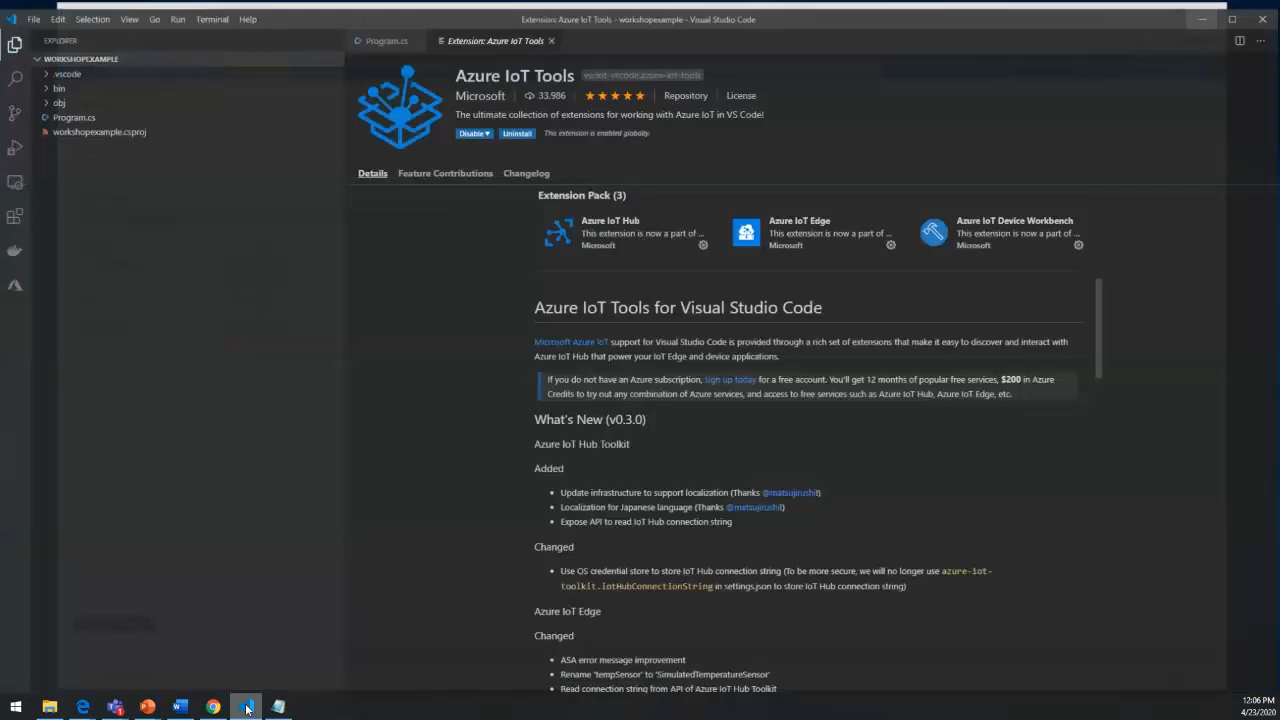 File Edit Selection View Go Run Terminal Help
Extension: Azure IoT Tools - workshopexample - Visual Studio Code
EXPLORER
WORKSHOPEXAMPLE
.vscode
bin
obj
Program.cs
workshopexample.csproj
Program.cs
Extension: Azure IoT Tools
Azure IoT Tools vsciot-vscode.azure-iot-tools
Microsoft 33,986 Repository License
The ultimate collection of extensions for working with Azure IoT in VS Code!
Disable Uninstall This extension is enabled globally.
Details Feature Contributions Changelog
Extension Pack (3)
Azure IoT Hub
This extension is now a part of ...
Microsoft
Azure IoT Edge
This extension is now a part of ...
Microsoft
Azure IoT Device Workbench
This extension is now a part of ...
Microsoft
Azure IoT Tools for Visual Studio Code
Microsoft Azure IoT support for Visual Studio Code is provided through a rich set of extensions that make it easy to discover and interact with
Azure IoT Hub that power your IoT Edge and device applications.
If you do not have an Azure subscription, sign up today for a free account. You'll get 12 months of popular free services, $200 in Azure
Credits to try out any combination of Azure services, and access to free services such as Azure IoT Hub, Azure IoT Edge, etc.
What's New (v0.3.0)
Azure IoT Hub Toolkit
Added
Update infrastructure to support localization (Thanks @matsujirushi!)
Localization for Japanese language (Thanks @matsujirushi!)
Expose API to read IoT Hub connection string
Changed
Use OS credential store to store IoT Hub connection string (To be more secure, we will no longer use azure-iot-
toolkit.iotHubConnectionString in settings.json to store IoT Hub connection string)
Azure IoT Edge
Changed
ASA error message improvement
Rename 'tempSensor' to 'SimulatedTemperatureSensor'
Read connection string from API of Azure IoT Hub Toolkit
12:06 PM
4/23/2020